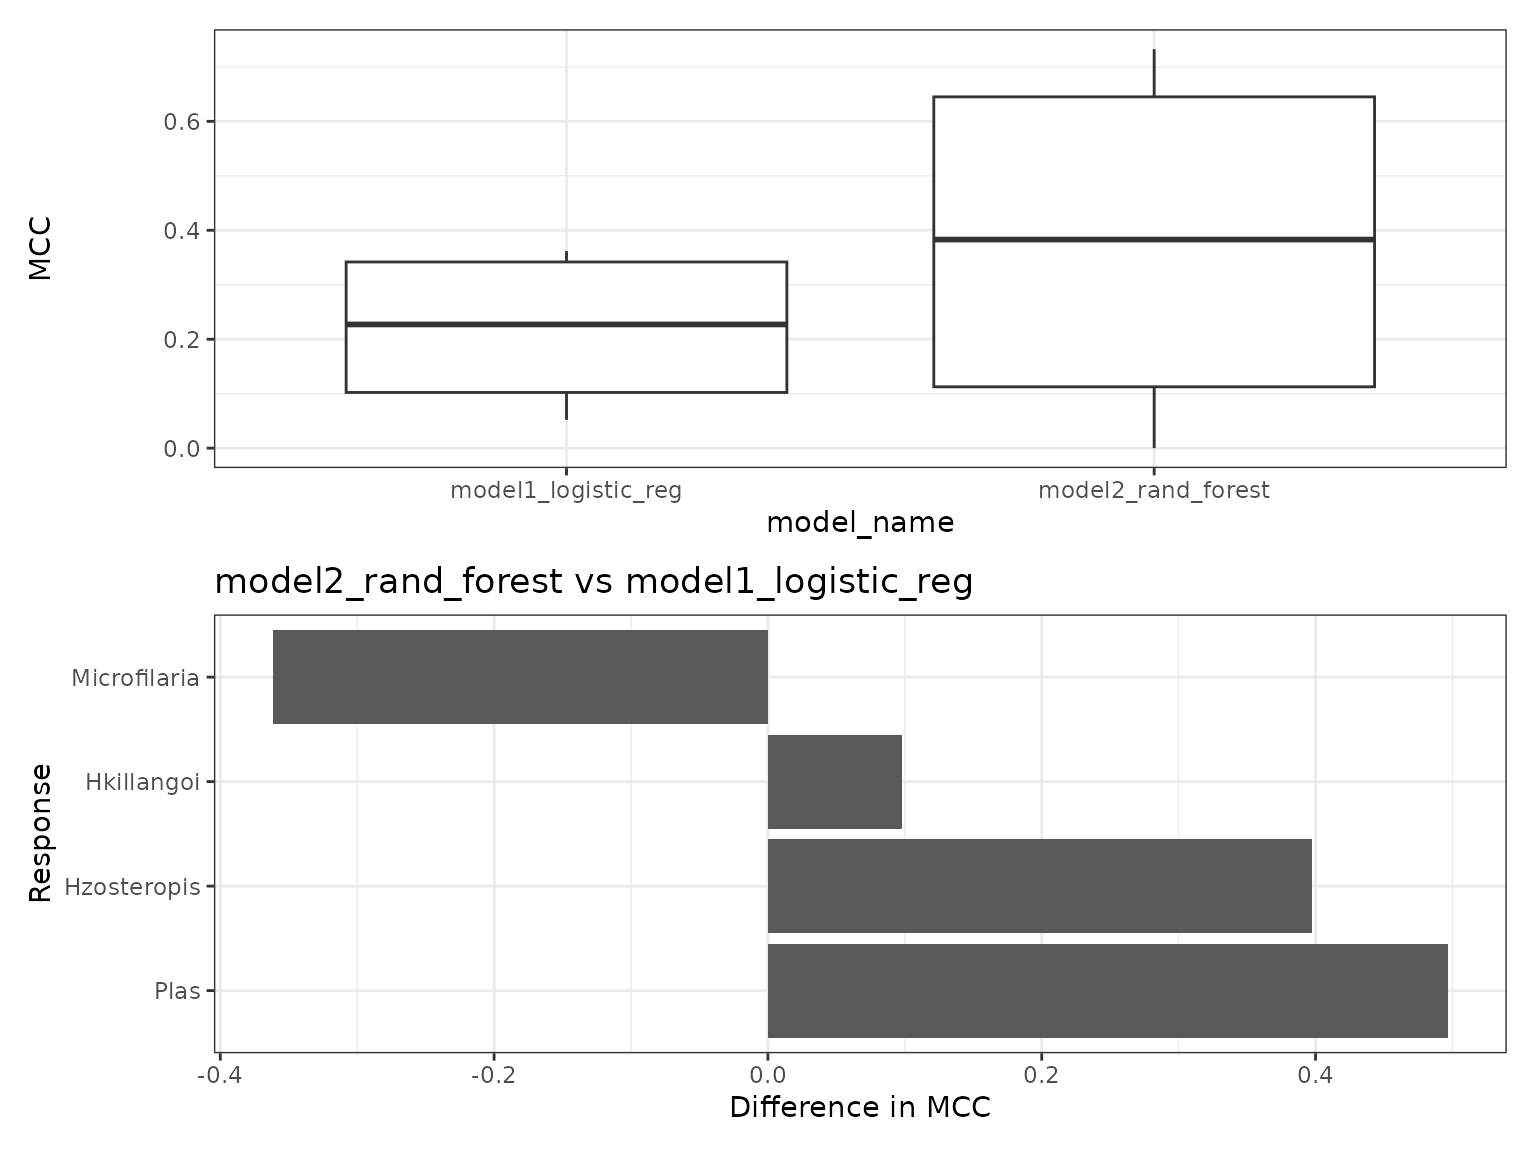 MCC
0.6
0.4
0.2
0.0
model1_logistic_reg model2_rand_forest
model_name
model2_rand_forest vs model1_logistic_reg
Response
Microfilaria
Hkillangoi
Hzosteropis
Plas
-0.4 -0.2 0.0 0.2 0.4
Difference in MCC